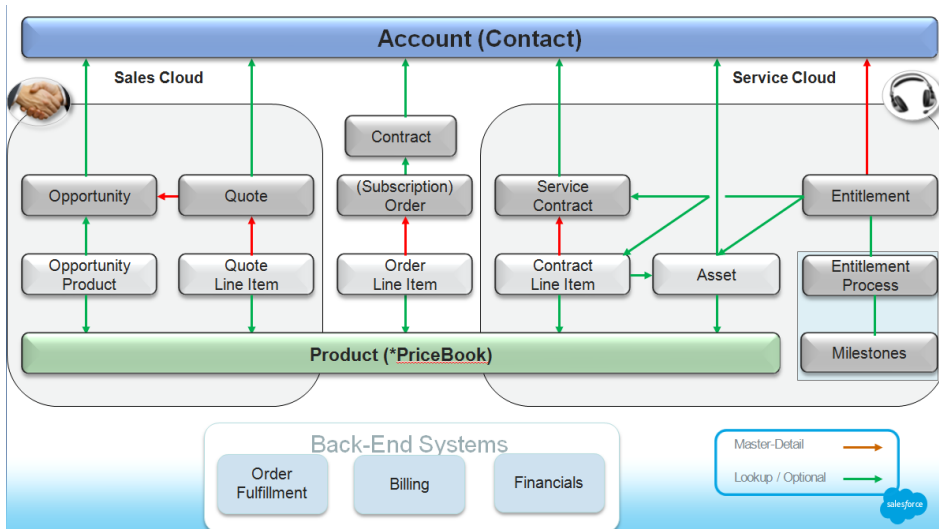 Account (Contact)
Sales Cloud
Service Cloud
Contract
Opportunity
Quote
(Subscription)
Order
Service
Contract
Entitlement
Opportunity
Product
Quote
Line Item
Order
Line Item
Contract
Line Item
Asset
Entitlement
Process
Product (*PriceBook)
Milestones
Back-End Systems
Order
Fulfillment
Billing
Financials
Master-Detail
Lookup / Optional
salesforce